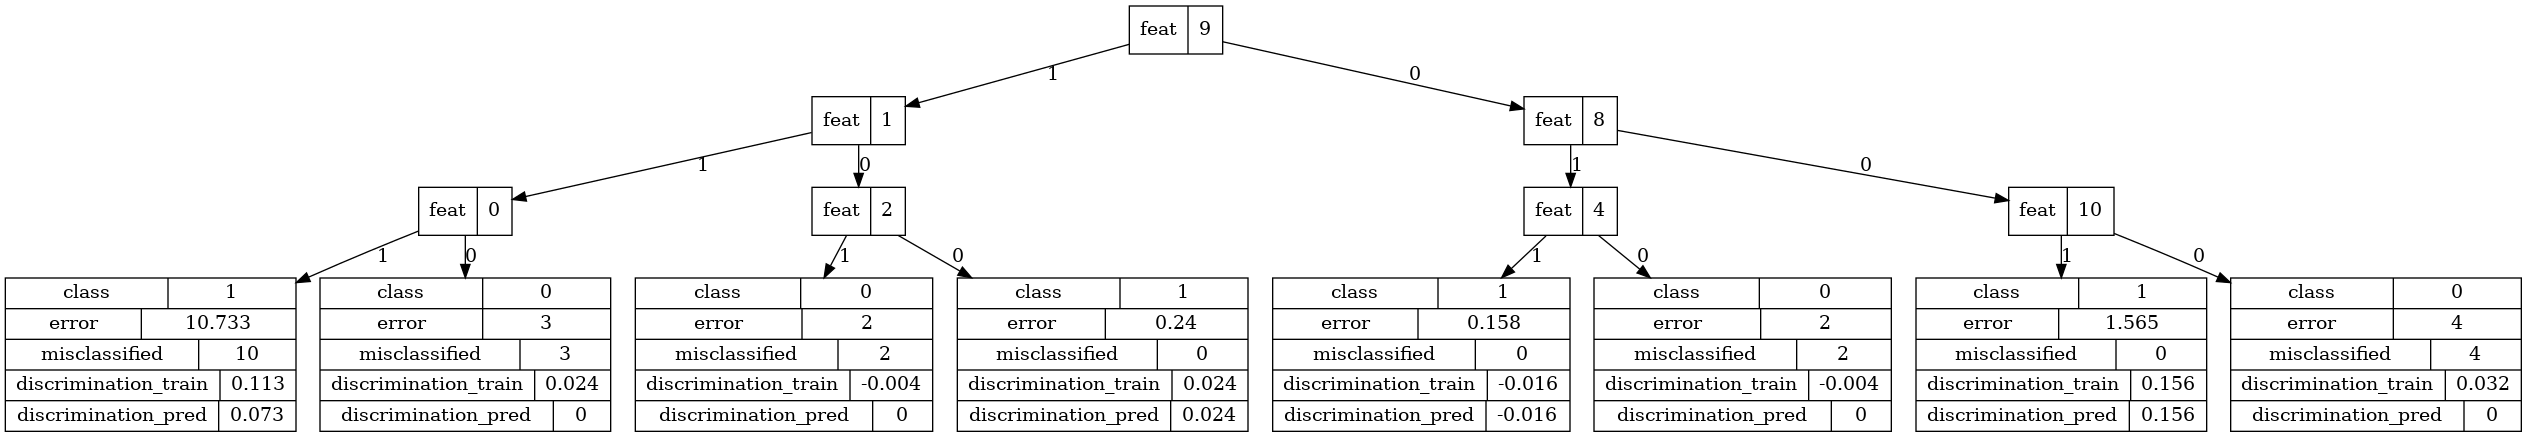 feat 9
1 0
feat 1
feat 8
1 0 1 0
feat 0
feat 2
feat 4
feat 10
1 0 1 0 1 0 1 0
class 1
error 10.733
misclassified 10
discrimination_train 0.113
discrimination_pred 0.073
class 0
error 3
misclassified 3
discrimination_train 0.024
discrimination_pred 0
class 0
error 2
misclassified 2
discrimination_train -0.004
discrimination_pred 0
class 1
error 0.24
misclassified 0
discrimination_train 0.024
discrimination_pred 0.024
class 1
error 0.158
misclassified 0
discrimination_train -0.016
discrimination_pred -0.016
class 0
error 2
misclassified 2
discrimination_train -0.004
discrimination_pred 0
class 1
error 1.565
misclassified 0
discrimination_train 0.156
discrimination_pred 0.156
class 0
error 4
misclassified 4
discrimination_train 0.032
discrimination_pred 0